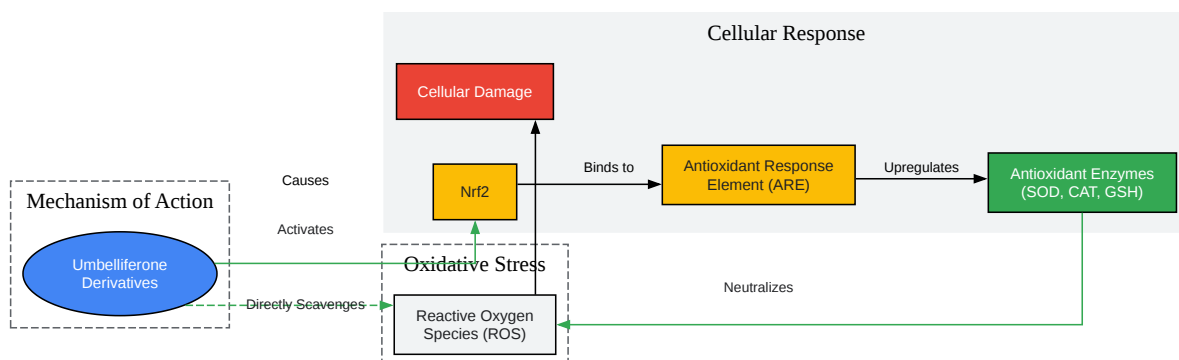 Cellular Response
Cellular Damage
Antioxidant Response
Element (ARE)
Binds to
Upregulates
Antioxidant Enzymes
(SOD, CAT, GSH)
Nrf2
Causes
Mechanism of Action
Activates
Umbelliferone
Derivatives
Oxidative Stress
Directly Scavenges
Neutralizes
Reactive Oxygen
Species (ROS)